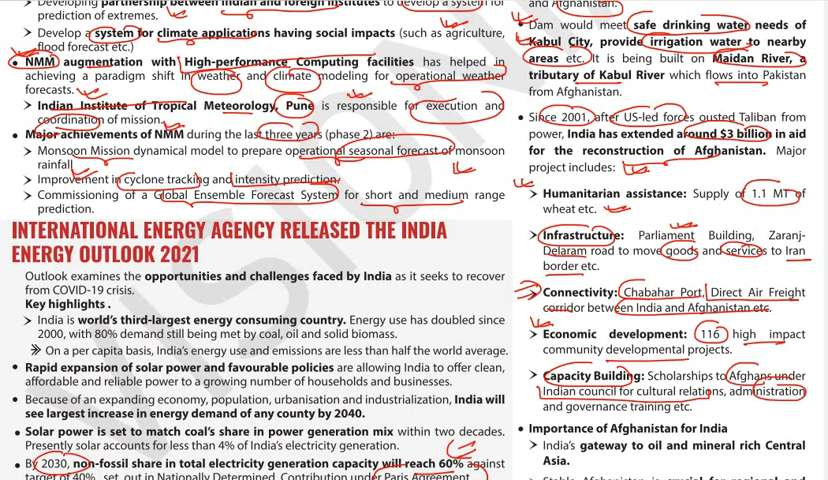 Developing partnership between Indian and foreign institutes to develop a system for
prediction of extremes.
➤ Develop a system for climate applications having social impacts (such as agriculture,
flood forecast etc.)
• NMM augmentation with High-performance Computing facilities has helped in
achieving a paradigm shift in weather and climate modeling for operational weather
forecasts.
➤ Indian Institute of Tropical Meteorology, Pune is responsible for execution and
coordination of mission.
• Major achievements of NMM during the last three years (phase 2) are:
➤ Monsoon Mission dynamical model to prepare operational seasonal forecast of monsoon
rainfall
➤ Improvement in cyclone tracking and intensity prediction.
➤ Commissioning of a Global Ensemble Forecast System for short and medium range
prediction.
INTERNATIONAL ENERGY AGENCY RELEASED THE INDIA
ENERGY OUTLOOK 2021
Outlook examines the opportunities and challenges faced by India as it seeks to recover
from COVID-19 crisis.
Key highlights .
➤ India is world's third-largest energy consuming country. Energy use has doubled since
2000, with 80% demand still being met by coal, oil and solid biomass.
On a per capita basis, India's energy use and emissions are less than half the world average.
• Rapid expansion of solar power and favourable policies are allowing India to offer clean,
affordable and reliable power to a growing number of households and businesses.
• Because of an expanding economy, population, urbanisation and industrialization, India will
see largest increase in energy demand of any county by 2040.
• Solar power is set to match coal's share in power generation mix within two decades.
Presently solar accounts for less than 4% of India's electricity generation.
• By 2030, non-fossil share in total electricity generation capacity will reach 60% against
target of 40%, set out in Nationally Determined Contribution under Paris Agreement
and Afghanistan.
Dam would meet safe drinking water needs of
Kabul City, provide irrigation water to nearby
areas etc. It is being built on Maidan River, a
tributary of Kabul River which flows into Pakistan
from Afghanistan.
• Since 2001, after US-led forces ousted Taliban from
power, India has extended around $3 billion in aid
for the reconstruction of Afghanistan. Major
project includes:
➤ Humanitarian assistance: Supply of 1.1 MT of
wheat etc.
➤ Infrastructure: Parliament Building, Zaranj-
Delaram road to move goods and services to Iran
border etc.
➤ Connectivity: Chabahar Port, Direct Air Freight
corridor between India and Afghanistan etc.
➤ Economic development: 116 high impact
community developmental projects.
➤ Capacity Building: Scholarships to Afghans under
Indian council for cultural relations, administration
and governance training etc.
• Importance of Afghanistan for India
➤ India's gateway to oil and mineral rich Central
Asia.
Stable Afghanistan is crucial for regional and
VISION